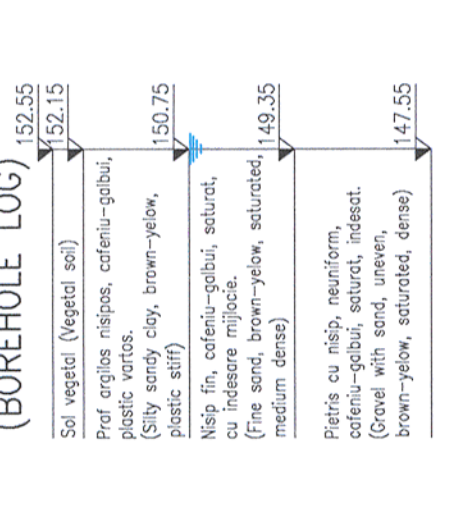 (BOREHOLE LOG)
152.55
Sol vegetal (Vegetal soil)
152.15
Praf argilos nisipos, cafeniu-galbui,
plastic vartos.
(Silty sandy clay, brown-yelow,
plastic stiff)
150.75
Nisip fin, cafeniu-galbui, saturat,
cu indesare mijlocie.
(Fine sand, brown-yelow, saturated,
medium dense)
149.35
Pietris cu nisip, neuniform,
cafeniu-galbui, saturat, indesat.
(Gravel with sand, uneven,
brown-yelow, saturated, dense)
147.55